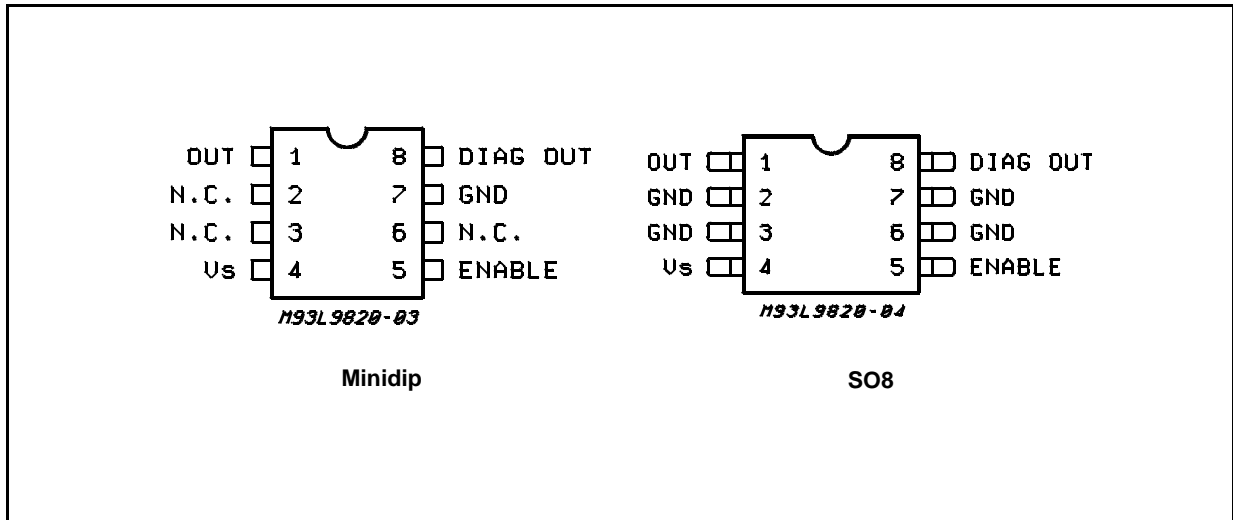 OUT 1 8 DIAG OUT
N.C. 2 7 GND
N.C. 3 6 N.C.
Vs 4 5 ENABLE
M93L9820-03
Minidip
OUT 1 8 DIAG OUT
GND 2 7 GND
GND 3 6 GND
Vs 4 5 ENABLE
M93L9820-04
SO8